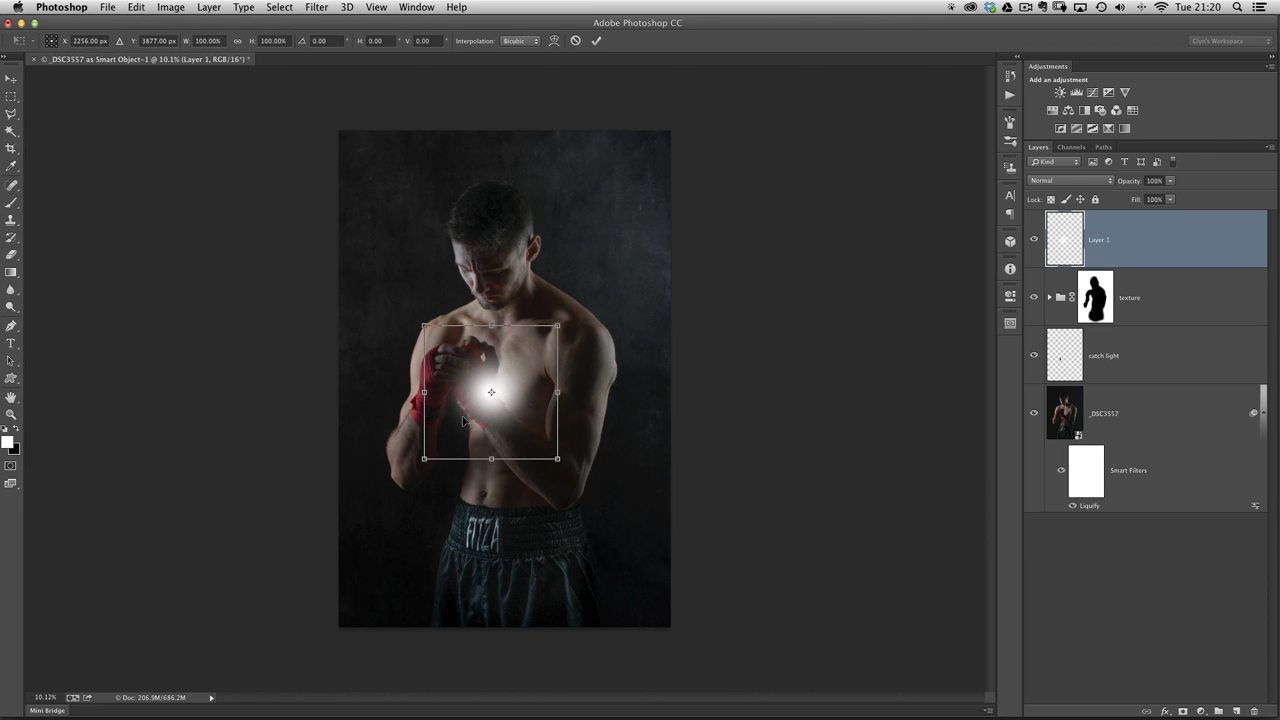 Photoshop File Edit Image Layer Type Select Filter 3D View Window Help Tue 21:20
Adobe Photoshop CC
X: 2256.00 px Y: 3877.00 px W: 100.00% H: 100.00% 0.00 ° H: 0.00 ° V: 0.00 ° Interpolation: Bicubic Glyn's Workspace
× © _DSC3557 as Smart Object-1 @ 10.1% (Layer 1, RGB/16*) *
Adjustments
Add an adjustment
Layers Channels Paths
Kind
Normal Opacity: 100%
Lock: Fill: 100%
Layer 1
texture
catch light
_DSC3557
Smart Filters
Liquify
FITZA
10.12% © Doc: 206.9M/686.2M
Mini Bridge